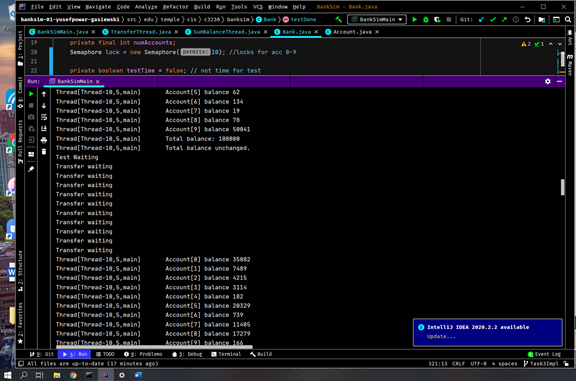 File Edit View Navigate Code Analyze Refactor Build Run Tools VCS Window Help BankSim - Bank.java
banksim-01-yusefpowar-gasiewski src edu temple cis c3238 banksim Bank testDone BankSimMain Git:
BankSimMain.java TransferThread.java SumBalanceThread.java Bank.java Account.java
19 private final int numAccounts;
20 Semaphore lock = new Semaphore( permits: 10); //locks for acc 0-9
21
22 private boolean testTime = false; // not time for test
2 1
Run: BankSimMain
Thread[Thread-10,5,main] Account[5] balance 62
Thread[Thread-10,5,main] Account[6] balance 134
Thread[Thread-10,5,main] Account[7] balance 19
Thread[Thread-10,5,main] Account[8] balance 78
Thread[Thread-10,5,main] Account[9] balance 50041
Thread[Thread-10,5,main] Total balance: 100000
Thread[Thread-10,5,main] Total balance unchanged.
Test Waiting
Transfer waiting
Transfer waiting
Transfer waiting
Transfer waiting
Transfer waiting
Transfer waiting
Transfer waiting
Transfer waiting
Transfer waiting
Transfer waiting
Thread[Thread-10,5,main] Account[0] balance 35082
Thread[Thread-10,5,main] Account[1] balance 7489
Thread[Thread-10,5,main] Account[2] balance 4215
Thread[Thread-10,5,main] Account[3] balance 3114
Thread[Thread-10,5,main] Account[4] balance 182
Thread[Thread-10,5,main] Account[5] balance 20329
Thread[Thread-10,5,main] Account[6] balance 739
Thread[Thread-10,5,main] Account[7] balance 11405
Thread[Thread-10,5,main] Account[8] balance 17279
Thread[Thread-10,5,main] Account[9] balance 166
Project
Commit
Pull Requests
Structure
Favorites
Ant
Maven
IntelliJ IDEA 2020.2.2 available
Update...
9: Git 4: Run TODO 6: Problems 5: Debug Terminal Build 1 Event Log
All files are up-to-date (17 minutes ago) 321:13 CRLF UTF-8 4 spaces Task3Impl